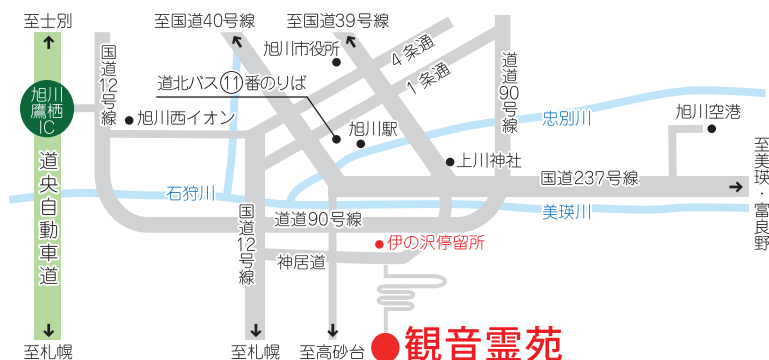 至士別
至国道40号線
至国道39号線
国道12号線
旭川市役所
4条通
1条通
道道90号線
旭川鷹栖IC
道北バス⑪番のりば
旭川西イオン
旭川駅
忠別川
旭川空港
上川神社
道央自動車道
石狩川
国道237号線
至美瑛・富良野
国道12号線
道道90号線
美瑛川
伊の沢停留所
神居道
至札幌
至札幌
至高砂台
観音霊苑